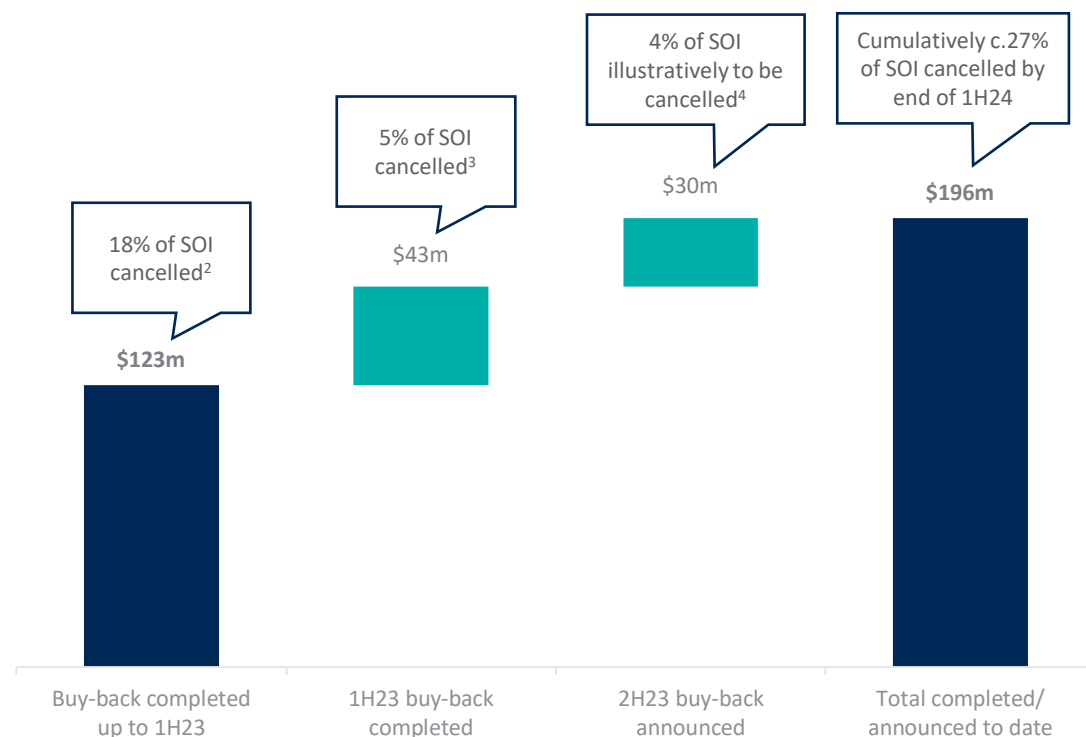 18% of SOI
cancelled²
$123m
5% of SOI
cancelled³
$43m
4% of SOI
illustratively to be
cancelled⁴
$30m
Cumulatively c.27%
of SOI cancelled by
end of 1H24
$196m
Buy-back completed
up to 1H23
1H23 buy-back
completed
2H23 buy-back
announced
Total completed/
announced to date